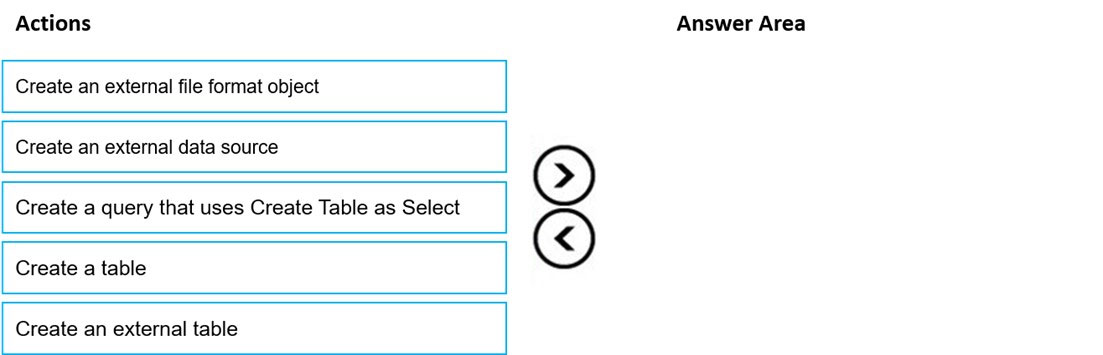 Actions
Answer Area
Create an external file format object
Create an external data source
Create a query that uses Create Table as Select
Create a table
Create an external table